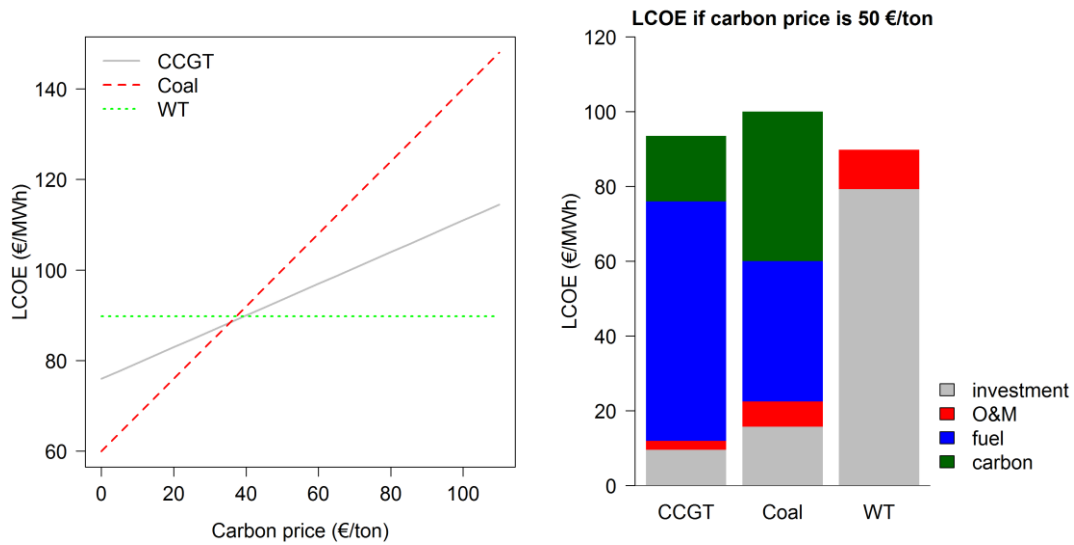 CCGT
Coal
WT
LCOE (€/MWh)
140
120
100
80
60
0
20
40
60
80
100
Carbon price (€/ton)
LCOE if carbon price is 50 €/ton
LCOE (€/MWh)
120
100
80
60
40
20
0
CCGT
Coal
WT
investment
O&M
fuel
carbon